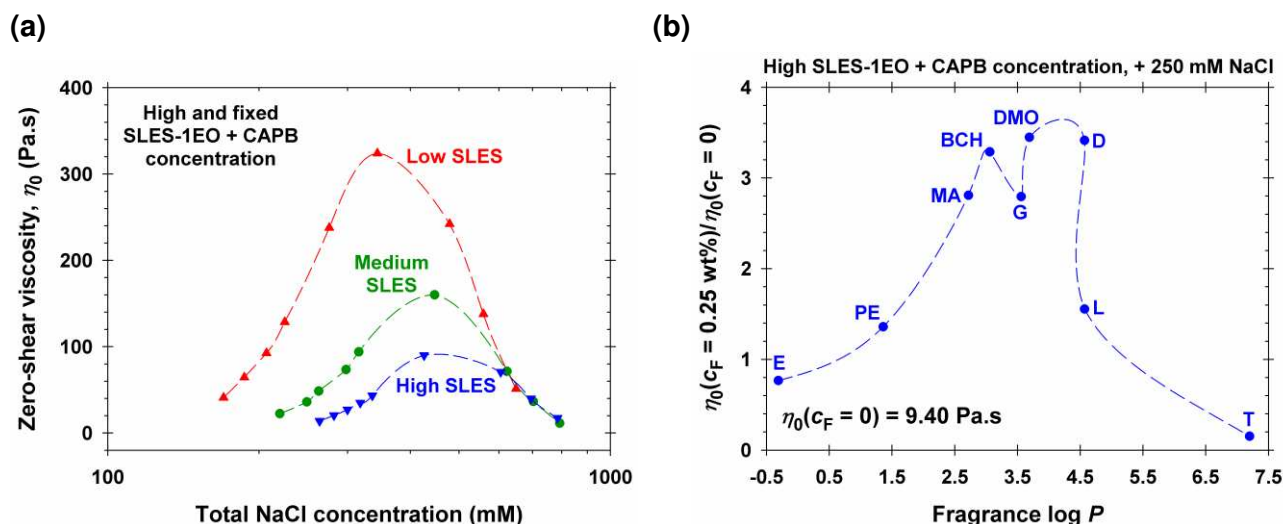 (a)
400
300
200
100
0
100
1000
Zero-shear viscosity, η₀ (Pa.s)
Total NaCl concentration (mM)
High and fixed
SLES-1EO + CAPB
concentration
Low SLES
Medium
SLES
High SLES
(b)
High SLES-1EO + CAPB concentration, + 250 mM NaCl
4
3
2
1
0
-0.5
0.5
1.5
2.5
3.5
4.5
5.5
6.5
7.5
η₀(c_F = 0.25 wt%)/η₀(c_F = 0)
Fragrance log P
DMO
BCH
D
MA
G
PE
L
E
T
η₀(c_F = 0) = 9.40 Pa.s